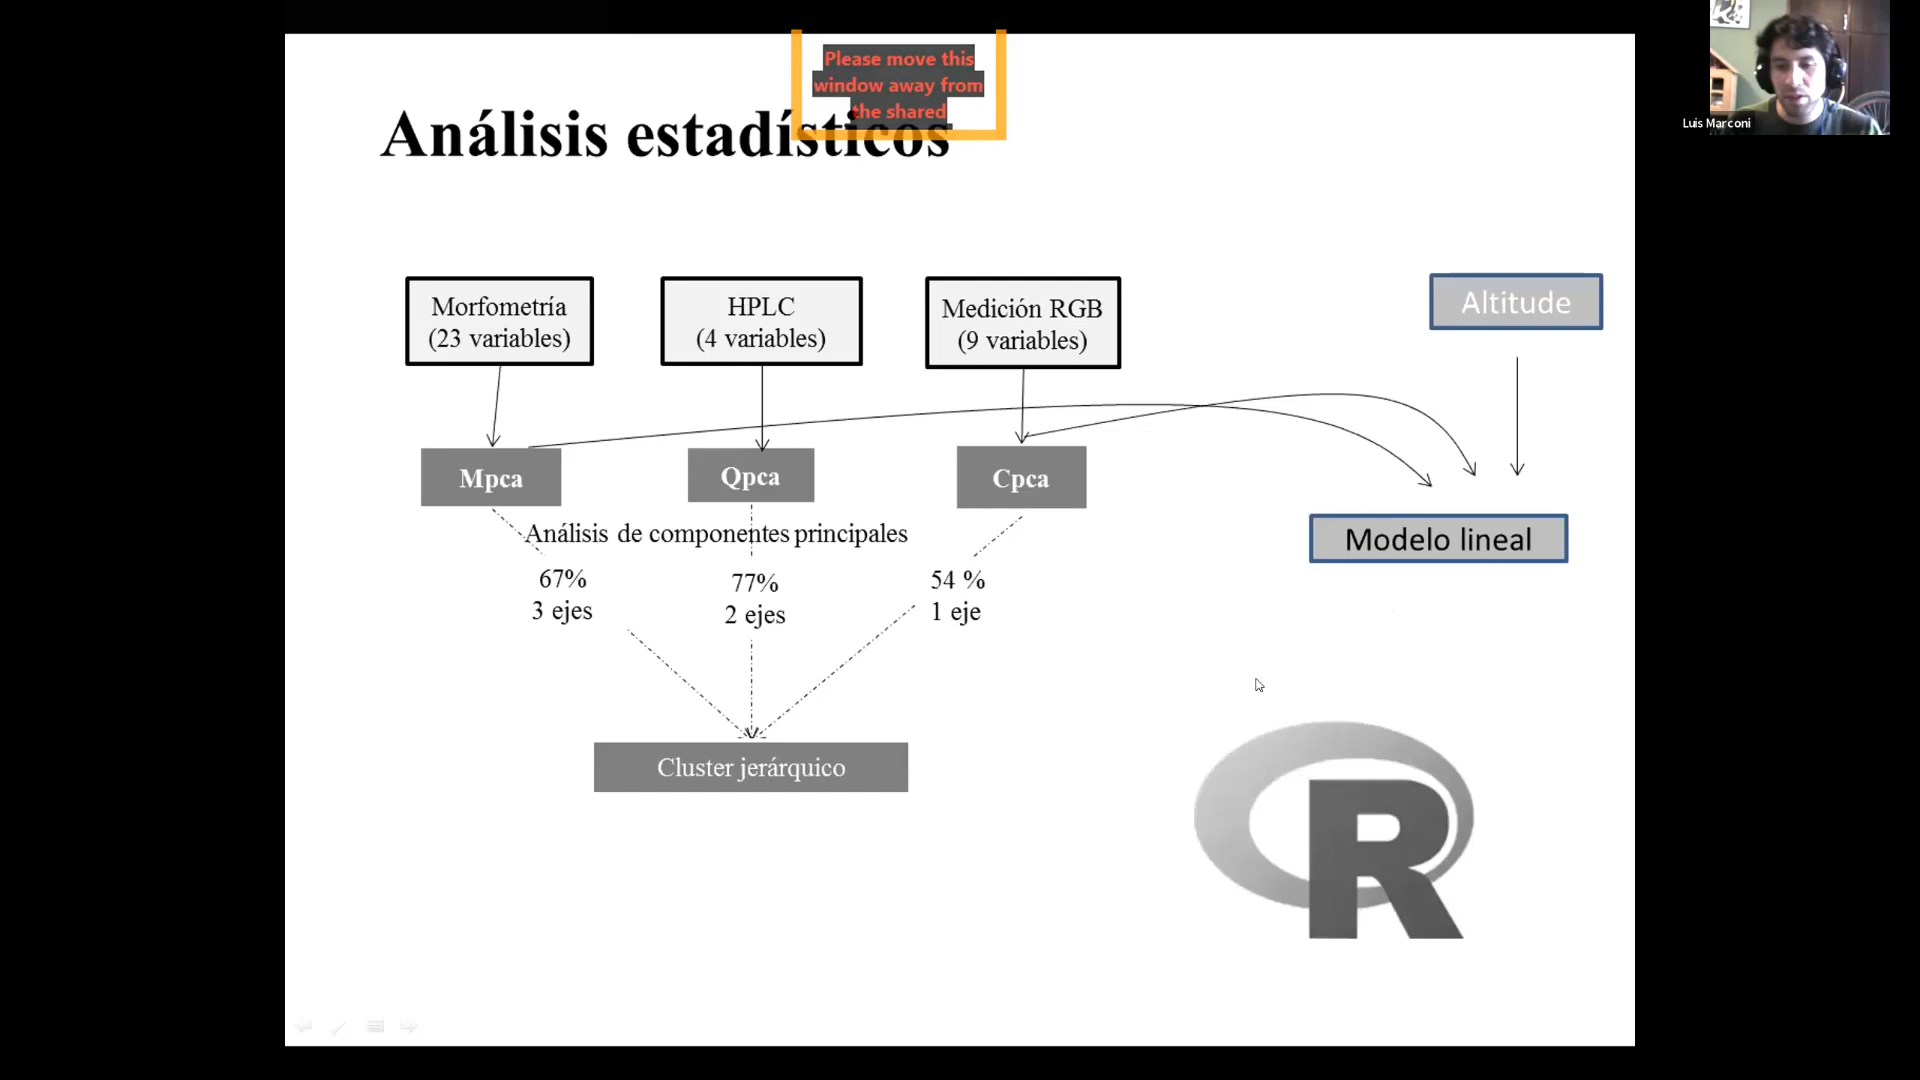 Please move this
window away from
the shared
Análisis estadísticos
Luis Marconi
Morfometría
(23 variables)
HPLC
(4 variables)
Medición RGB
(9 variables)
Altitude
Mpca
Qpca
Cpca
Análisis de componentes principales
67%
3 ejes
77%
2 ejes
54 %
1 eje
Modelo lineal
Cluster jerárquico
R